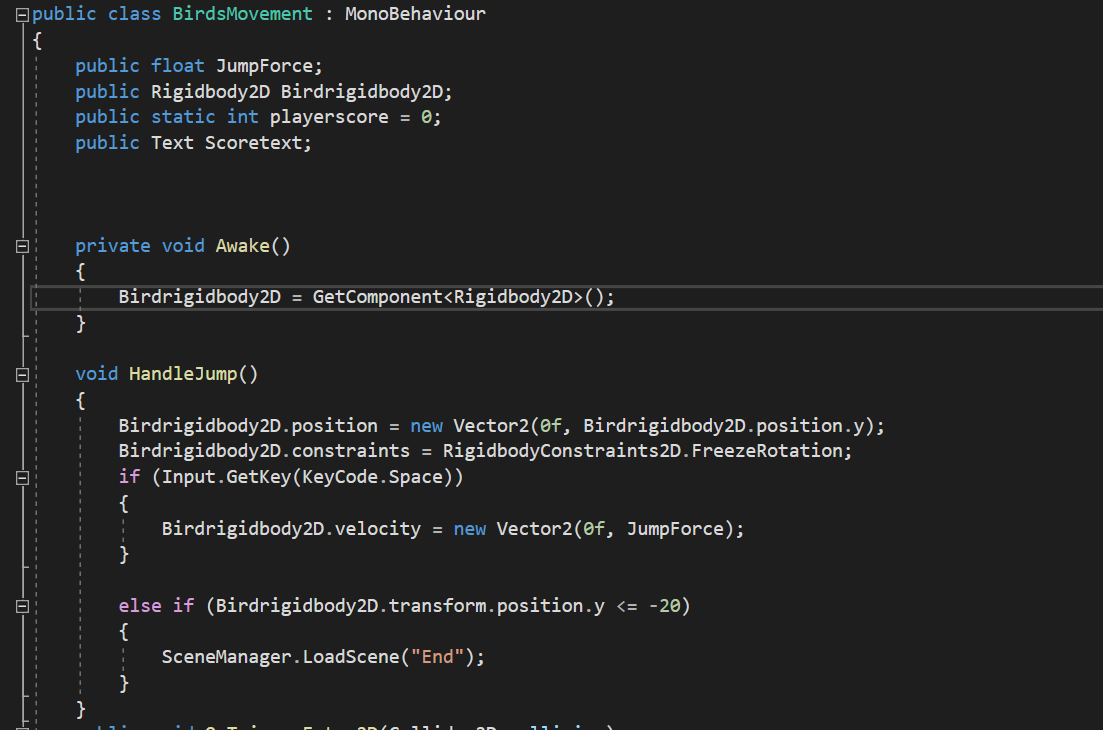 public class BirdsMovement : MonoBehaviour
{
public float JumpForce;
public Rigidbody2D Birdrigidbody2D;
public static int playerscore = 0;
public Text Scoretext;
private void Awake()
{
Birdrigidbody2D = GetComponent<Rigidbody2D>();
}
void HandleJump()
{
Birdrigidbody2D.position = new Vector2(0f, Birdrigidbody2D.position.y);
Birdrigidbody2D.constraints = RigidbodyConstraints2D.FreezeRotation;
if (Input.GetKey(KeyCode.Space))
{
Birdrigidbody2D.velocity = new Vector2(0f, JumpForce);
}
else if (Birdrigidbody2D.transform.position.y <= -20)
{
SceneManager.LoadScene("End");
}
}